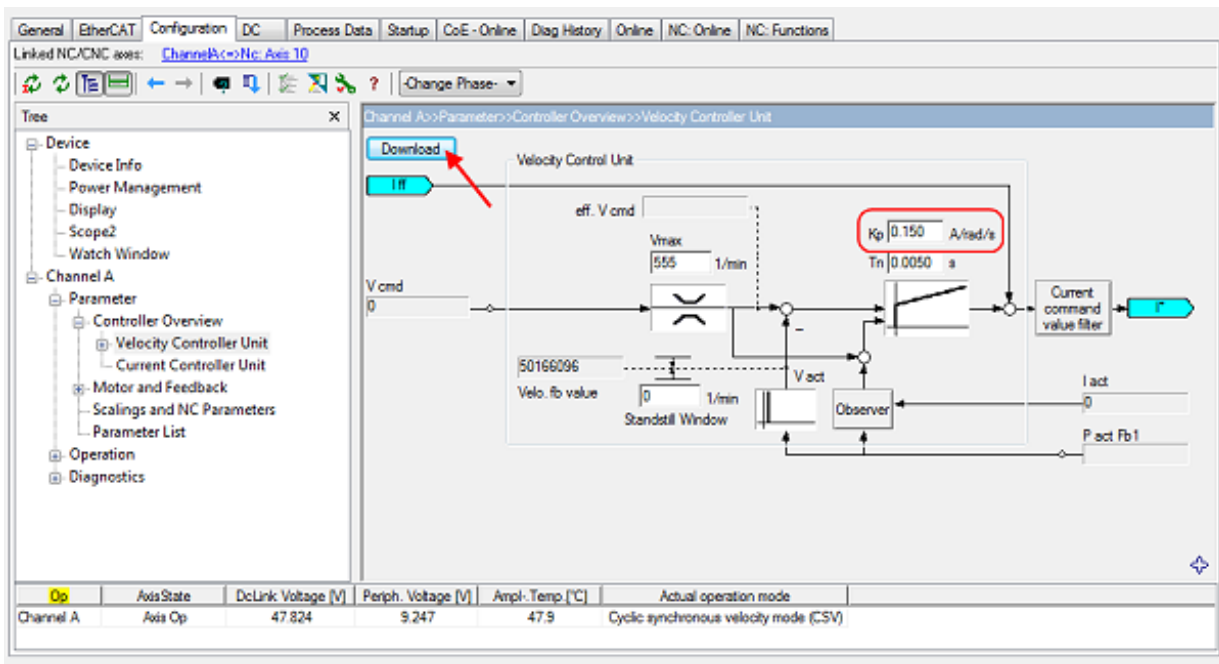 General EtherCAT Configuration DC Process Data Startup CoE - Online Diag History Online NC: Online NC: Functions
Linked NC/CNC axes: ChannelA<=>Nc: Axis 10
? -Change Phase-
Tree X
Device
Device Info
Power Management
Display
Scope2
Watch Window
Channel A
Parameter
Controller Overview
Velocity Controller Unit
Current Controller Unit
Motor and Feedback
Scalings and NC Parameters
Parameter List
Operation
Diagnostics
Channel A>>Parameter>>Controller Overview>>Velocity Controller Unit
Download
Velocity Control Unit
I ff
eff. V cmd
Kp 0.150 A/rad/s
Vmax
555 1/min
Tn 0.0050 s
V cmd
0
Current
command
value filter
I*
50166096
Velo. fb value
0 1/min
Standstill Window
V act
Observer
I act
0
P act Fb1
Op AxisState DcLink Voltage [V] Periph. Voltage [V] Ampl-.Temp.[°C] Actual operation mode
Channel A Axis Op 47.824 9.247 47.9 Cyclic synchronous velocity mode (CSV)